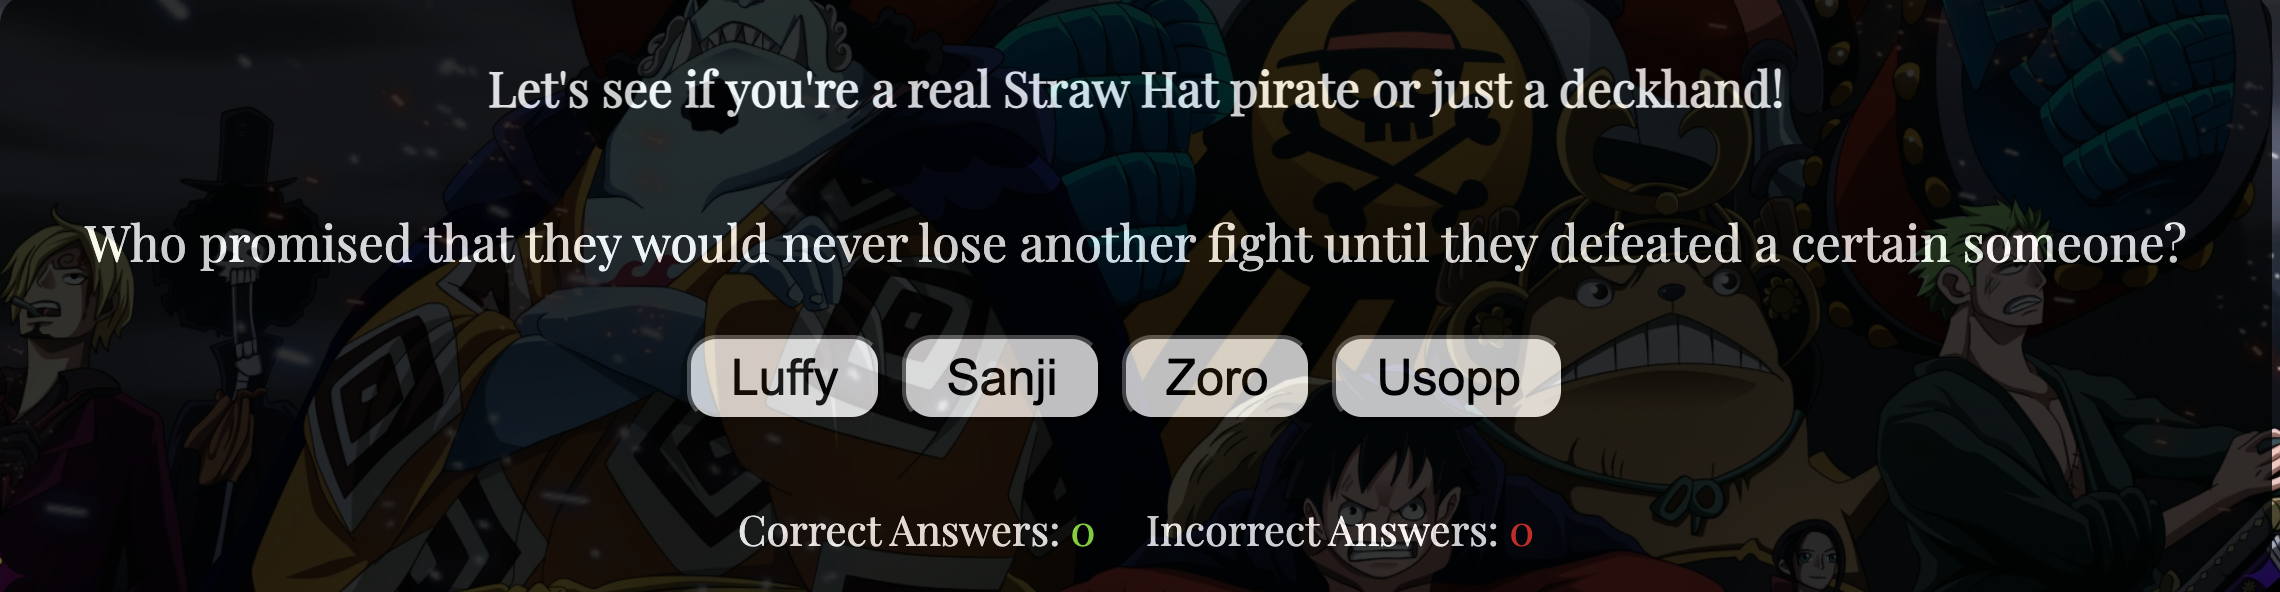 Let's see if you're a real Straw Hat pirate or just a deckhand!
Who promised that they would never lose another fight until they defeated a certain someone?
Luffy Sanji Zoro Usopp
Correct Answers: 0 Incorrect Answers: 0